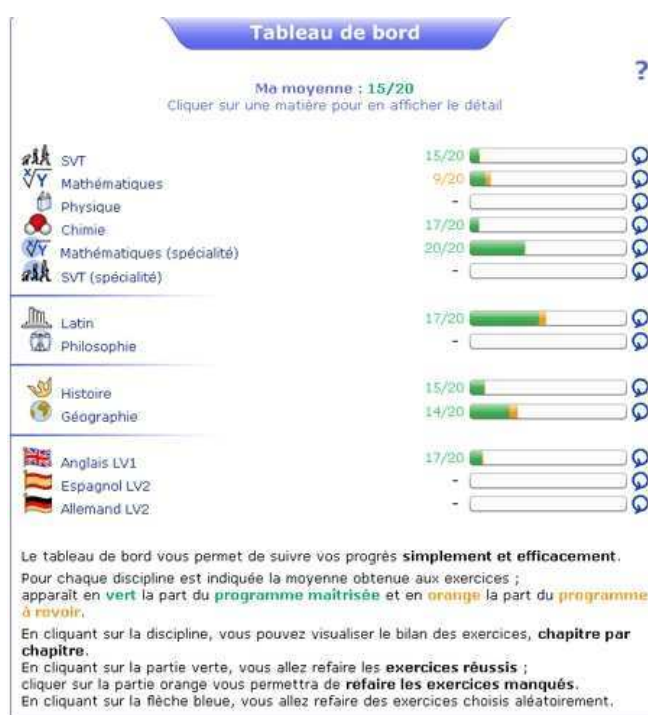 Tableau de bord
?
Ma moyenne : 15/20
Cliquer sur une matière pour en afficher le détail
SVT 15/20
Mathématiques 9/20
Physique -
Chimie 17/20
Mathématiques (spécialité) 20/20
SVT (spécialité) -
Latin 17/20
Philosophie -
Histoire 15/20
Géographie 14/20
Anglais LV1 17/20
Espagnol LV2 -
Allemand LV2 -
Le tableau de bord vous permet de suivre vos progrès simplement et efficacement.
Pour chaque discipline est indiquée la moyenne obtenue aux exercices ;
apparaît en vert la part du programme maîtrisée et en orange la part du programme
à revoir.
En cliquant sur la discipline, vous pouvez visualiser le bilan des exercices, chapitre par
chapitre.
En cliquant sur la partie verte, vous allez refaire les exercices réussis ;
cliquer sur la partie orange vous permettra de refaire les exercices manqués.
En cliquant sur la flèche bleue, vous allez refaire des exercices choisis aléatoirement.